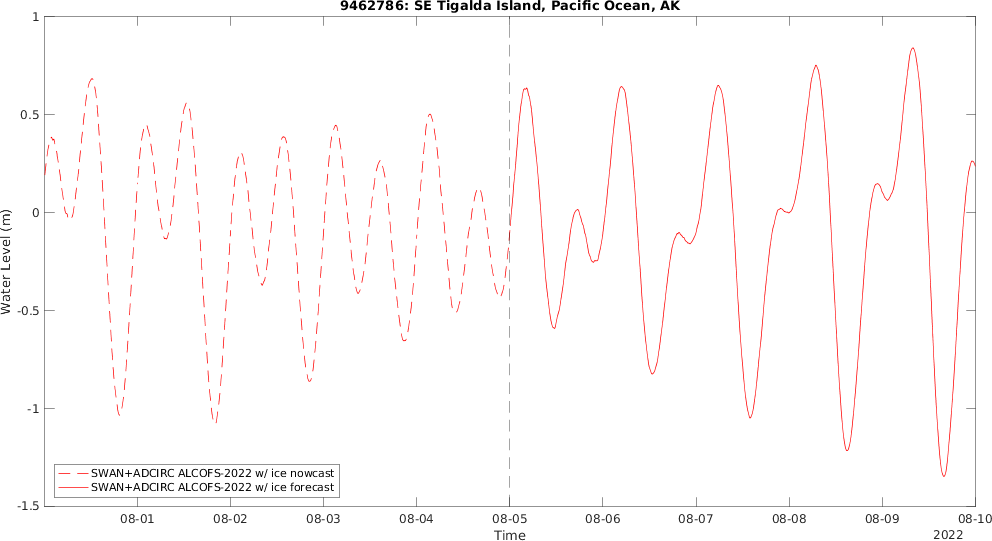 9462786: SE Tigalda Island, Pacific Ocean, AK
1
0.5
0
-0.5
-1
-1.5
Water Level (m)
SWAN+ADCIRC ALCOFS-2022 w/ ice nowcast
SWAN+ADCIRC ALCOFS-2022 w/ ice forecast
08-01 08-02 08-03 08-04 08-05 08-06 08-07 08-08 08-09 08-10
Time
2022